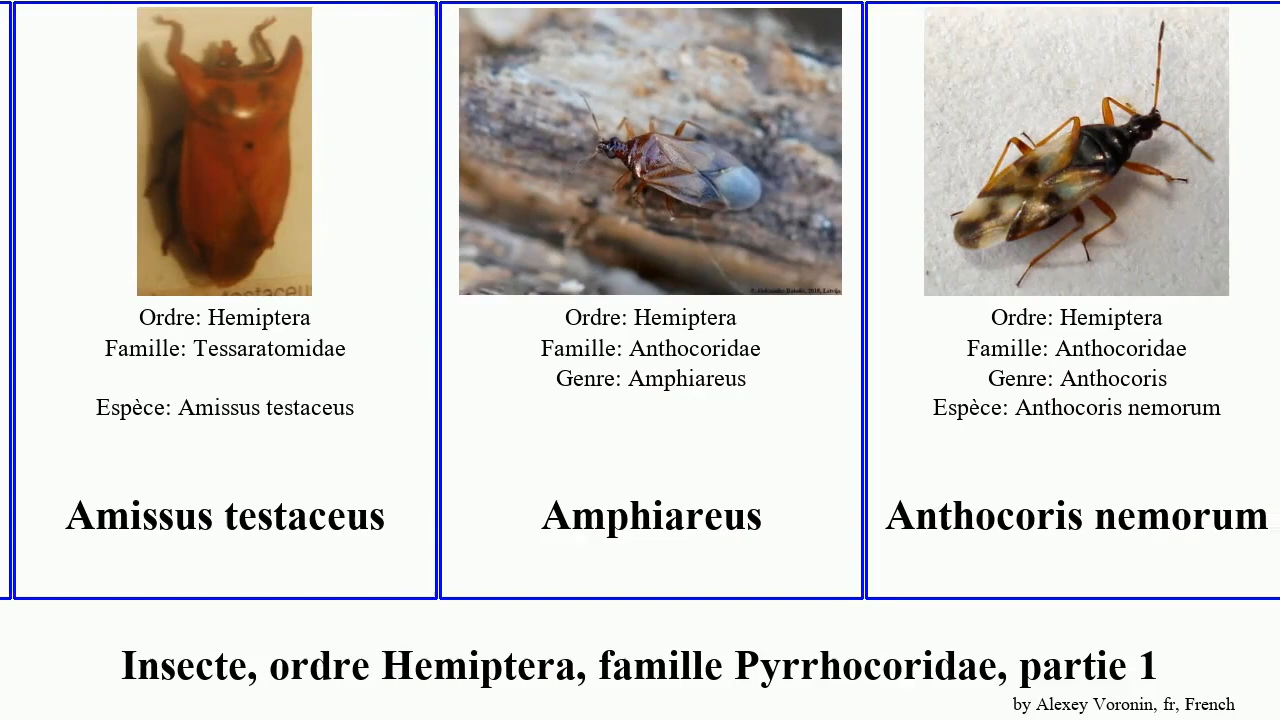 Ordre: Hemiptera
Famille: Tessaratomidae
Espèce: Amissus testaceus
Amissus testaceus
Ordre: Hemiptera
Famille: Anthocoridae
Genre: Amphiareus
Amphiareus
Ordre: Hemiptera
Famille: Anthocoridae
Genre: Anthocoris
Espèce: Anthocoris nemorum
Anthocoris nemorum
Insecte, ordre Hemiptera, famille Pyrrhocoridae, partie 1
by Alexey Voronin, fr, French